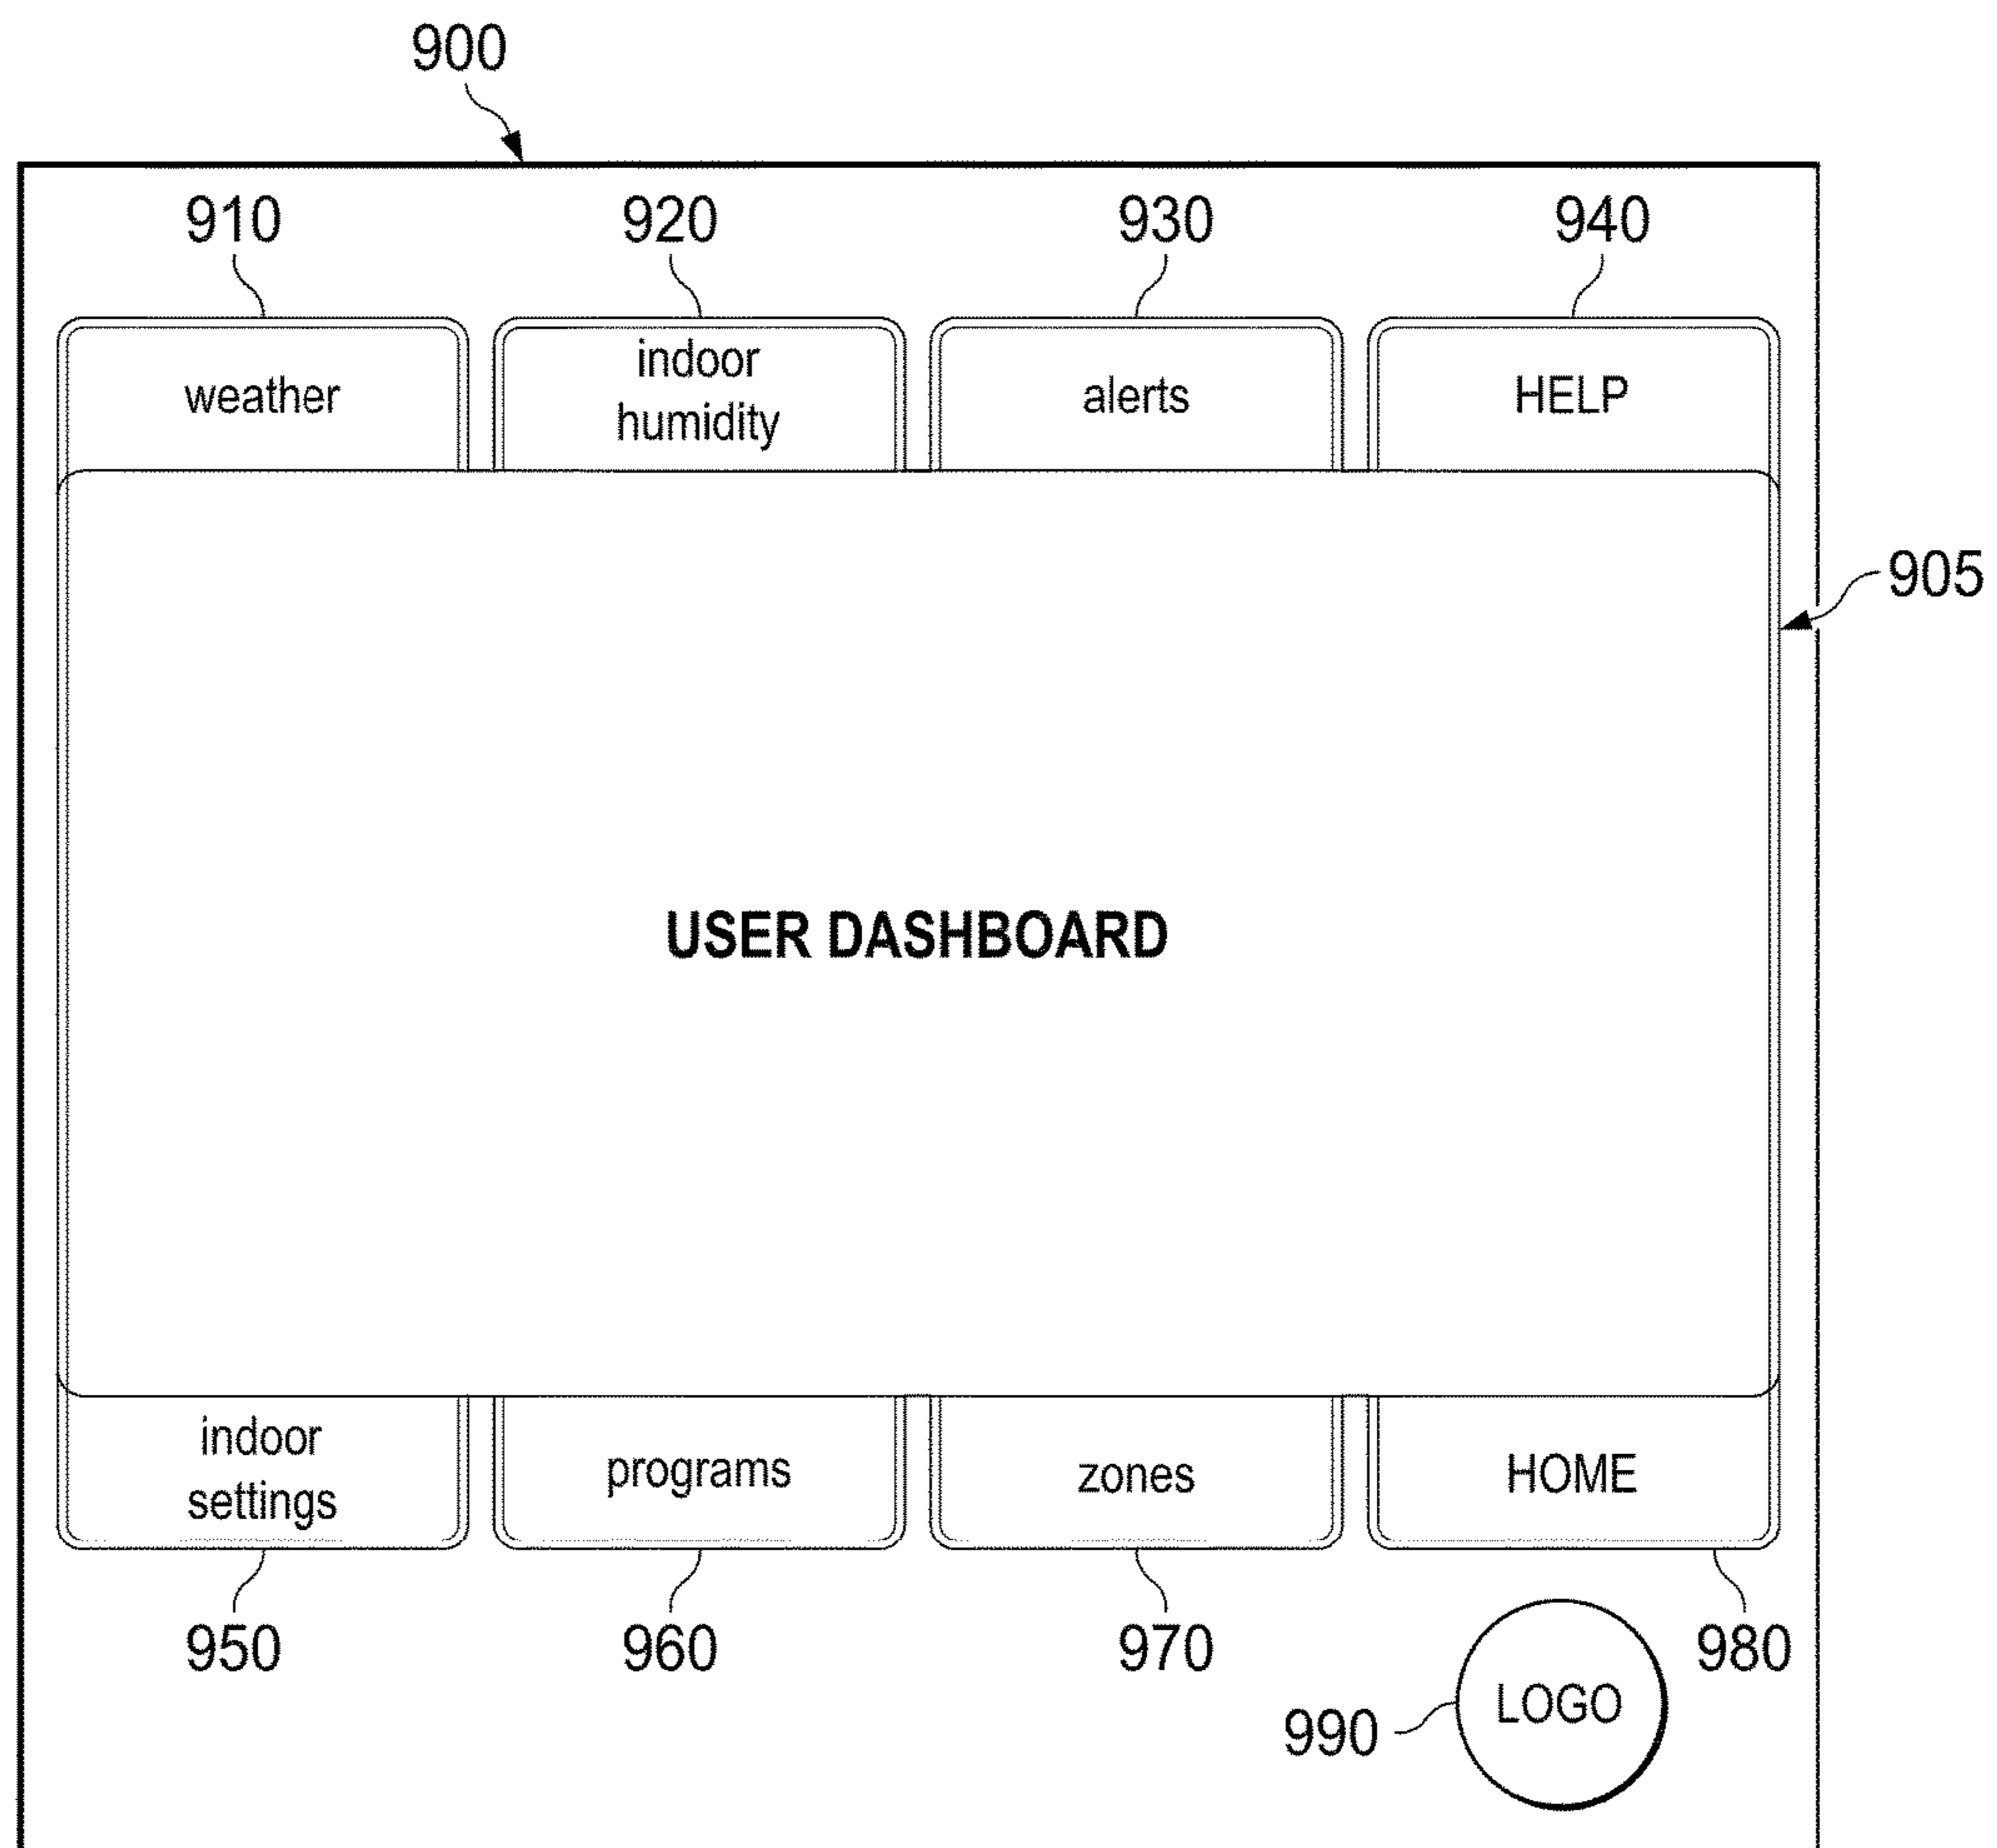 900
910
920
930
940
weather
indoor
humidity
alerts
HELP
905
USER DASHBOARD
indoor
settings
programs
zones
HOME
950
960
970
980
990
LOGO